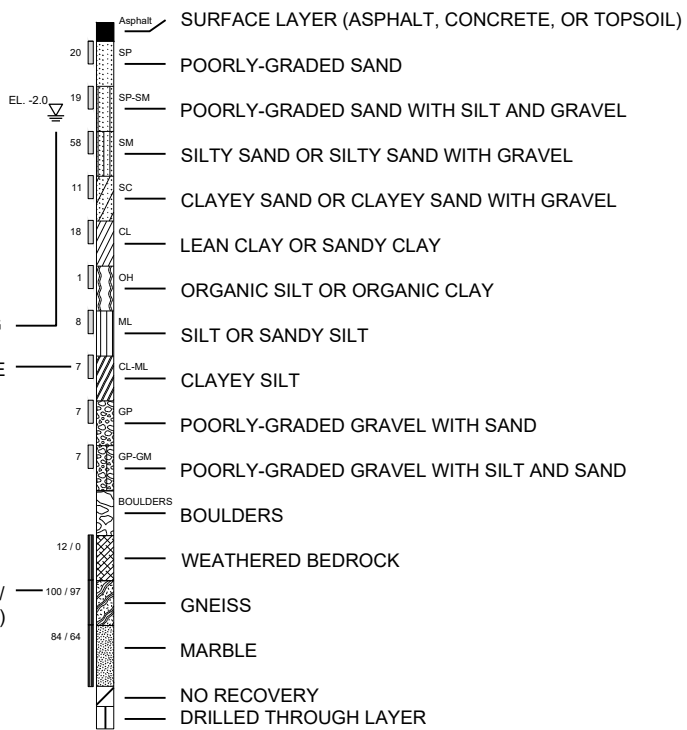 Asphalt SURFACE LAYER (ASPHALT, CONCRETE, OR TOPSOIL)
20 SP POORLY-GRADED SAND
EL. -2.0 19 SP-SM POORLY-GRADED SAND WITH SILT AND GRAVEL
58 SM SILTY SAND OR SILTY SAND WITH GRAVEL
11 SC CLAYEY SAND OR CLAYEY SAND WITH GRAVEL
18 CL LEAN CLAY OR SANDY CLAY
1 OH ORGANIC SILT OR ORGANIC CLAY
8 ML SILT OR SANDY SILT
E 7 CL-ML CLAYEY SILT
7 GP POORLY-GRADED GRAVEL WITH SAND
7 GP-GM POORLY-GRADED GRAVEL WITH SILT AND SAND
BOULDERS BOULDERS
12 / 0 WEATHERED BEDROCK
/ 100 / 97 GNEISS
)
84 / 64 MARBLE
NO RECOVERY
DRILLED THROUGH LAYER